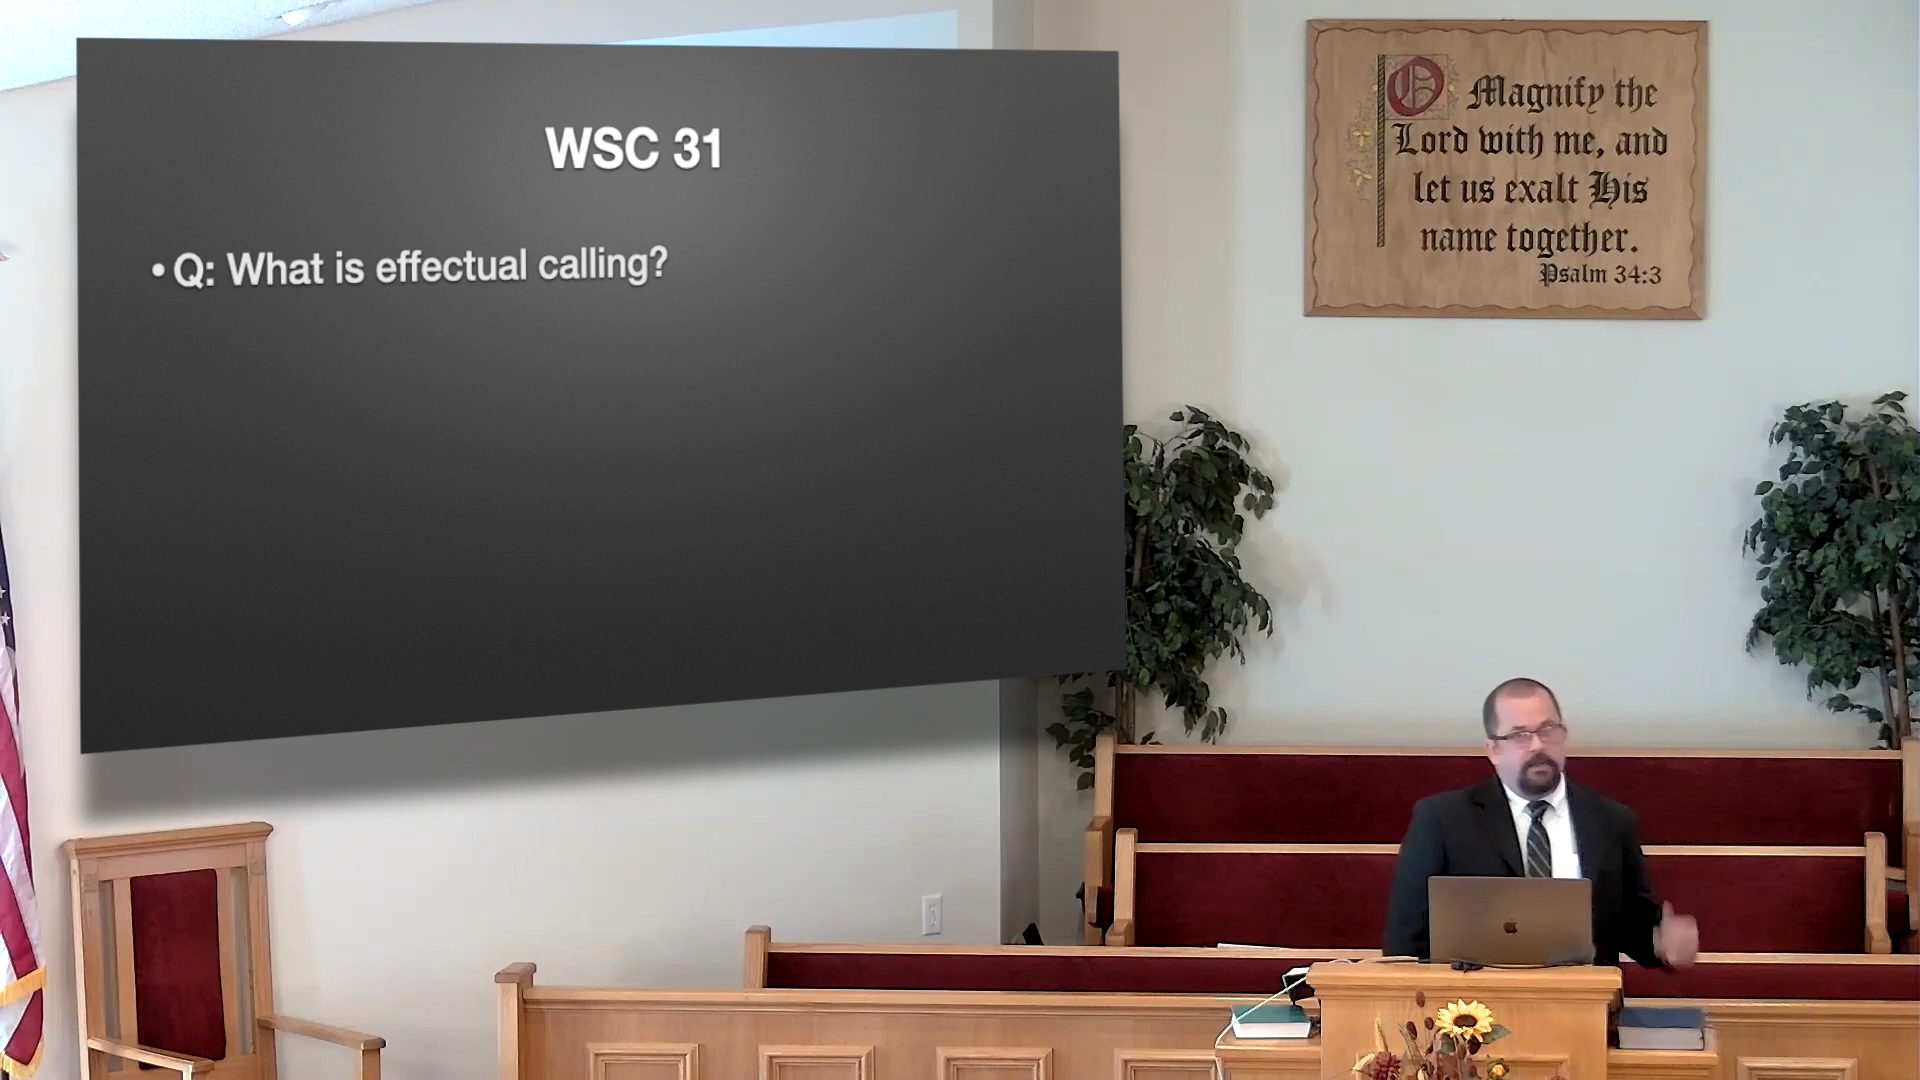 WSC 31
• Q: What is effectual calling?
O Magnify the
Lord with me, and
let us exalt His
name together.
Psalm 34:3